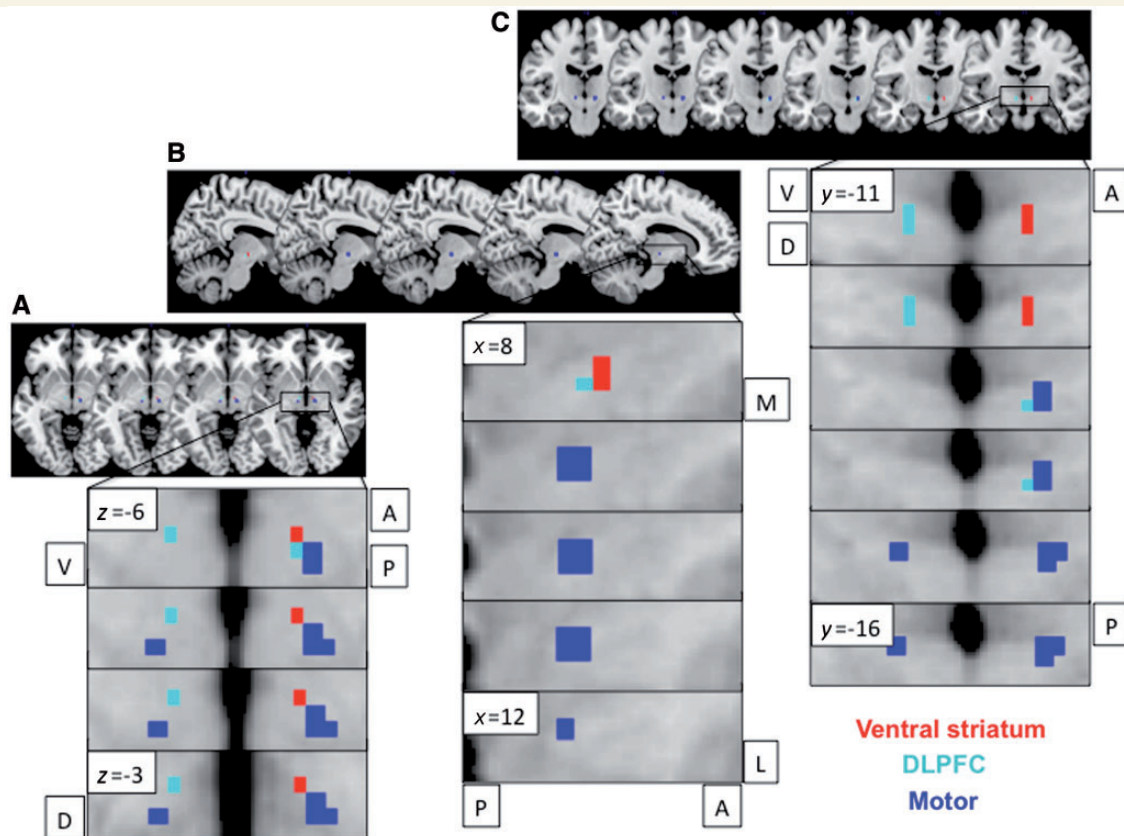 C
B
V
y=-11
A
D
A
x=8
M
z=-6
A
V
P
y=-16
P
x=12
Ventral striatum
DLPFC
L
z=-3
Motor
D
P
A